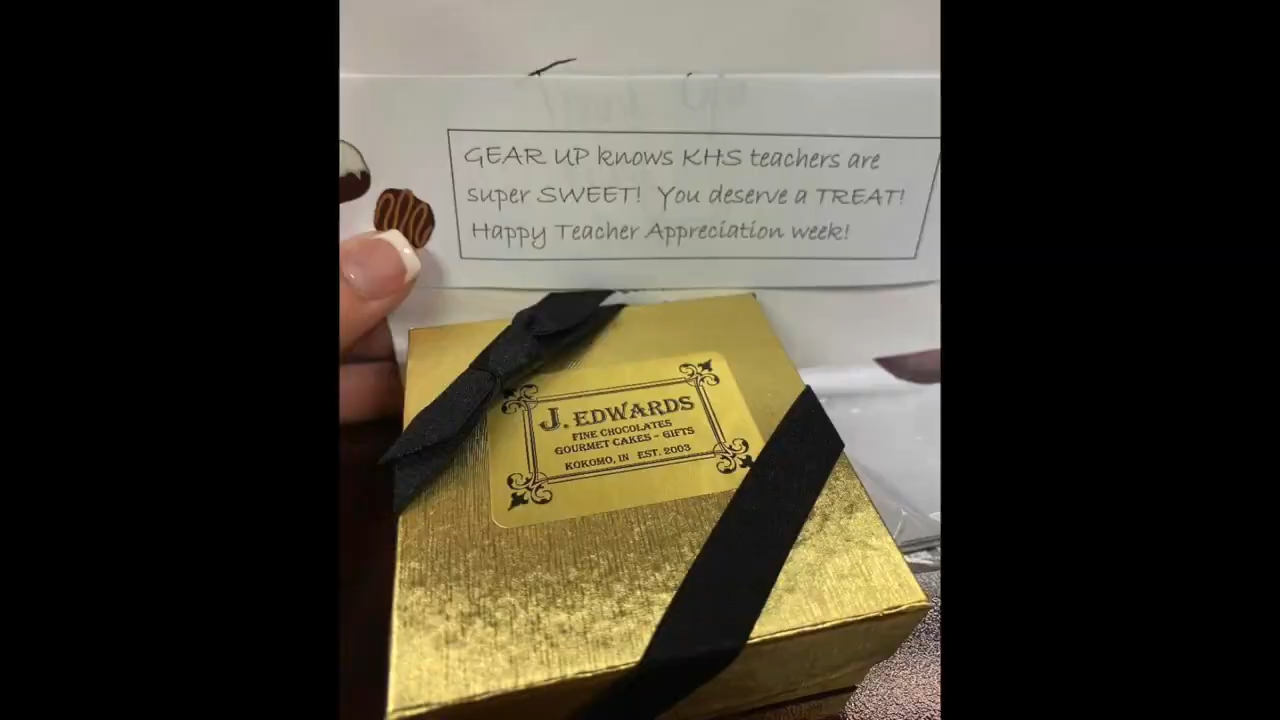 GEAR UP knows KHS teachers are
super SWEET! You deserve a TREAT!
Happy Teacher Appreciation week!
J. EDWARDS
FINE CHOCOLATES
GOURMET CAKES - GIFTS
KOKOMO, IN EST. 2003